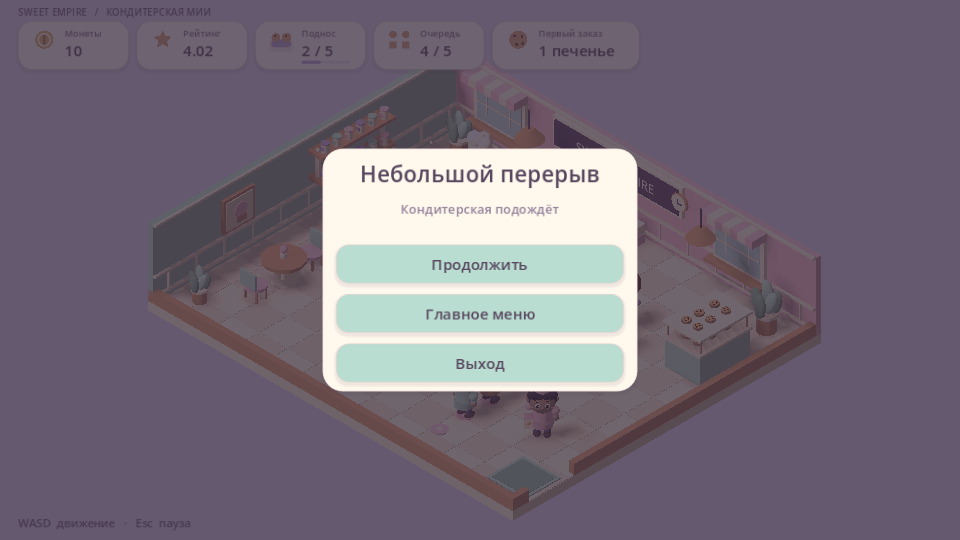 SWEET EMPIRE / КОНДИТЕРСКАЯ МИИ
Монеты
10
Рейтинг
4.02
Поднос
2 / 5
Очередь
4 / 5
Первый заказ
1 печенье
Небольшой перерыв
Кондитерская подождёт
Продолжить
Главное меню
Выход
WASD движение · Esc пауза